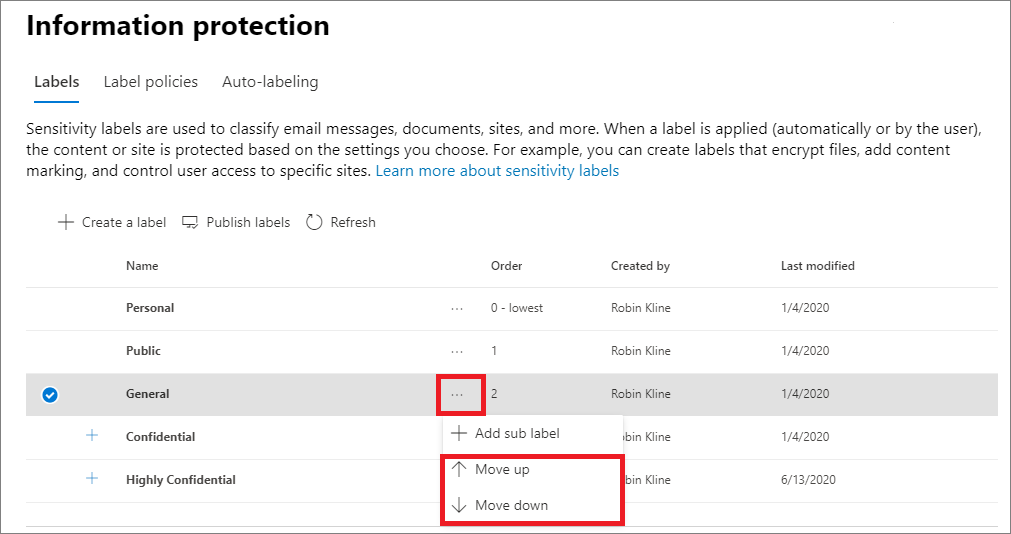 Information protection
Labels Label policies Auto-labeling
Sensitivity labels are used to classify email messages, documents, sites, and more. When a label is applied (automatically or by the user),
the content or site is protected based on the settings you choose. For example, you can create labels that encrypt files, add content
marking, and control user access to specific sites. Learn more about sensitivity labels
Create a label Publish labels Refresh
Name Order Created by Last modified
Personal ... 0 - lowest Robin Kline 1/4/2020
Public ... 1 Robin Kline 1/4/2020
General ... 2 Robin Kline 1/4/2020
Confidential Add sub label obin Kline 1/4/2020
Move up
Highly Confidential obin Kline 6/13/2020
Move down